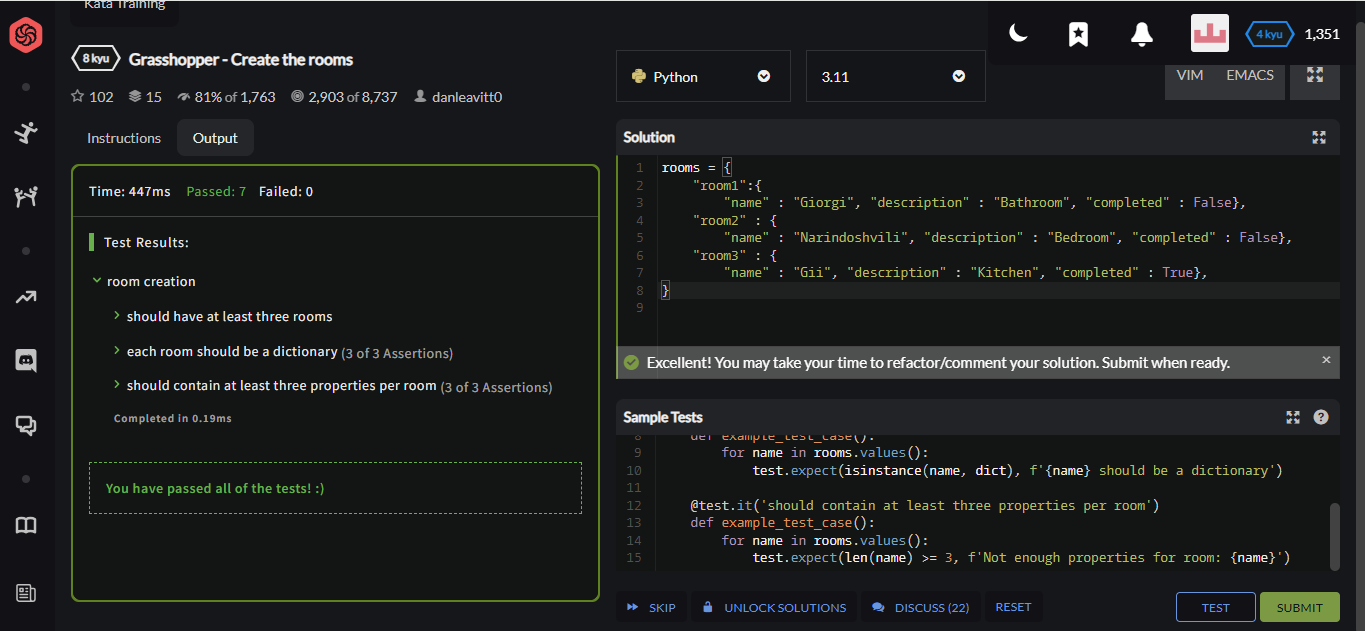 Kata Training
4 kyu 1,351
8 kyu Grasshopper - Create the rooms
102 15 81% of 1,763 2,903 of 8,737 danleavitt0
Instructions Output
Time: 447ms Passed: 7 Failed: 0
Test Results:
room creation
should have at least three rooms
each room should be a dictionary (3 of 3 Assertions)
should contain at least three properties per room (3 of 3 Assertions)
Completed in 0.19ms
You have passed all of the tests! :)
Python 3.11
VIM EMACS
Solution
1 rooms = {
2 "room1":{
3 "name" : "Giorgi", "description" : "Bathroom", "completed" : False},
4 "room2" : {
5 "name" : "Narindoshvili", "description" : "Bedroom", "completed" : False},
6 "room3" : {
7 "name" : "Gii", "description" : "Kitchen", "completed" : True},
8 }
9
Excellent! You may take your time to refactor/comment your solution. Submit when ready. ×
Sample Tests ?
8 def example_test_case():
9 for name in rooms.values():
10 test.expect(isinstance(name, dict), f'{name} should be a dictionary')
11
12 @test.it('should contain at least three properties per room')
13 def example_test_case():
14 for name in rooms.values():
15 test.expect(len(name) >= 3, f'Not enough properties for room: {name}')
SKIP UNLOCK SOLUTIONS DISCUSS (22) RESET TEST SUBMIT